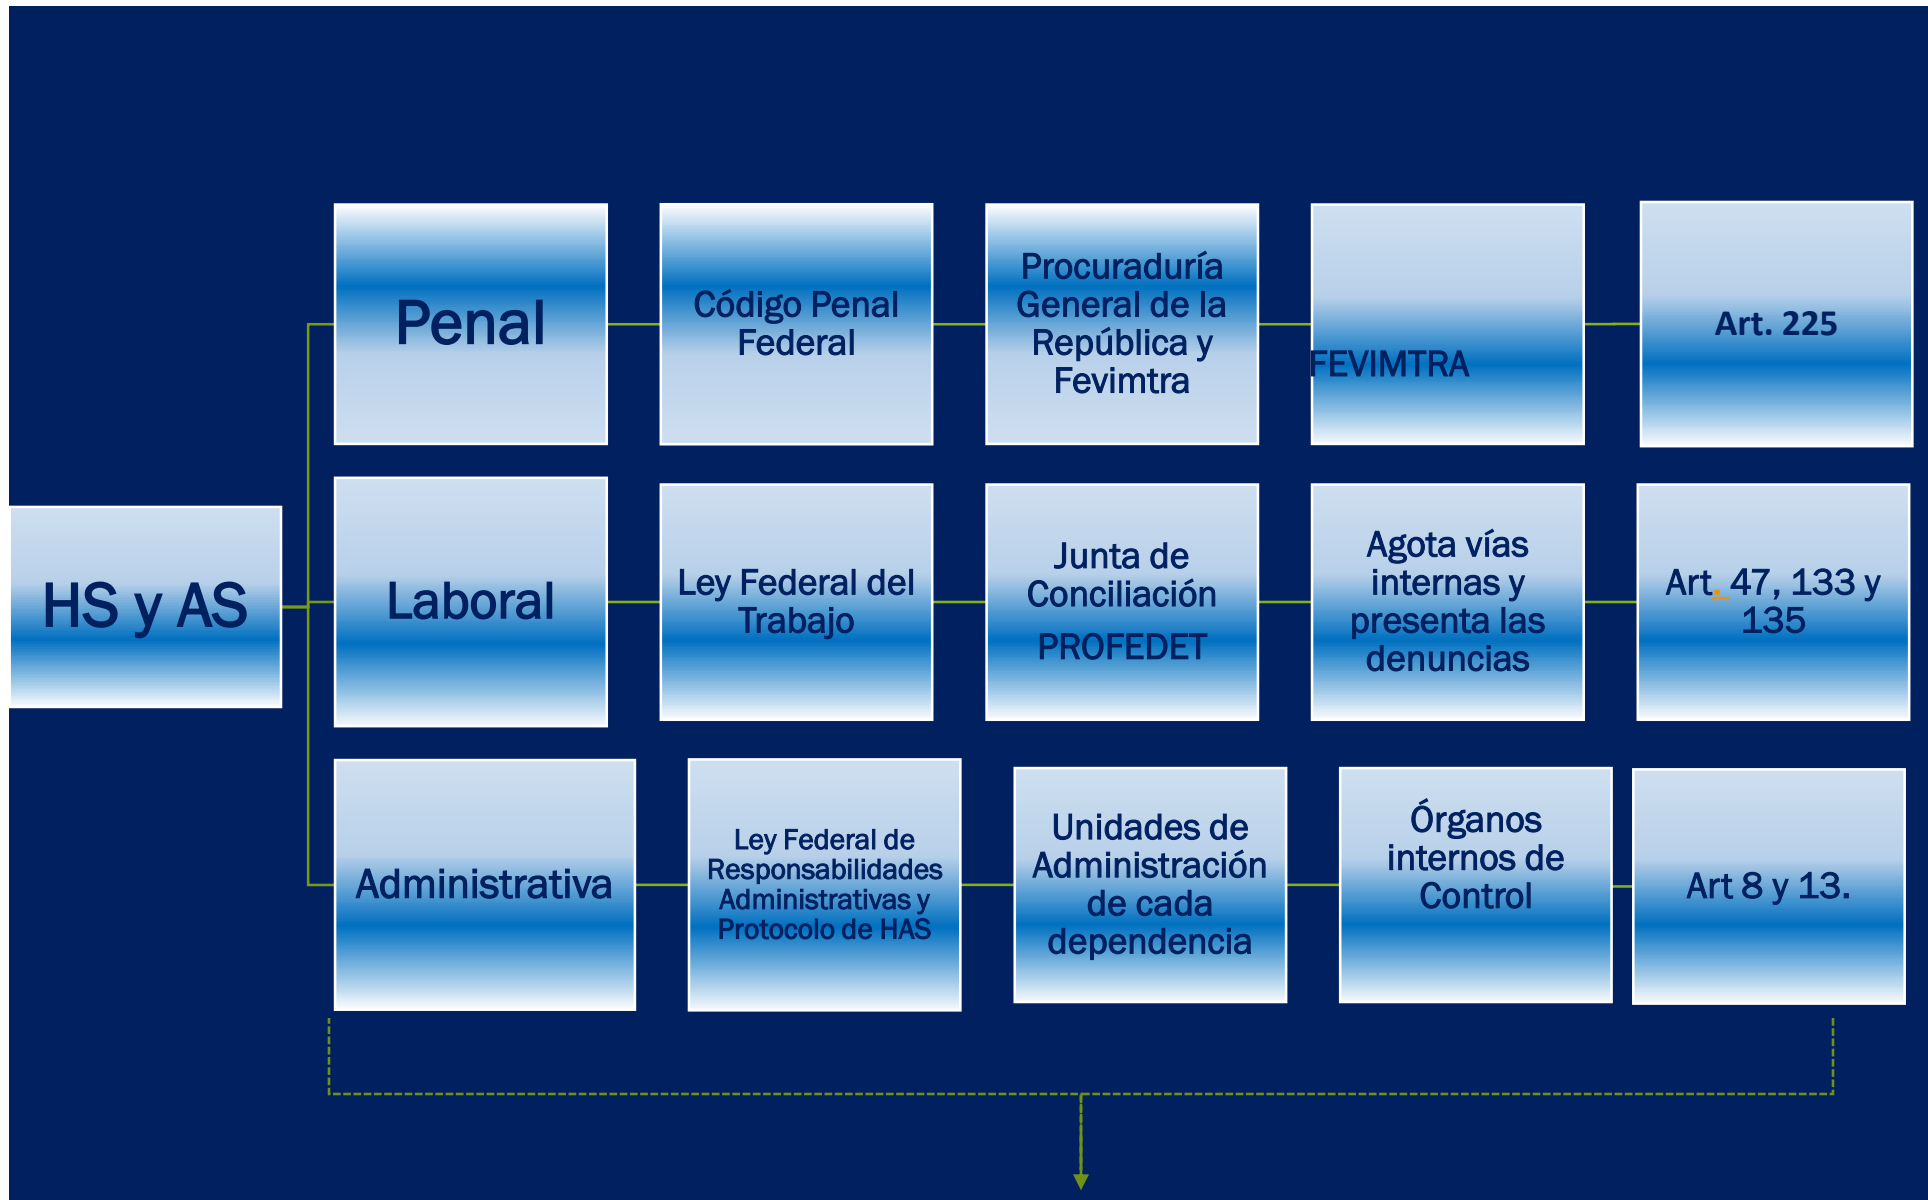 HS y AS
Penal
Código Penal
Federal
Procuraduría
General de la
República y
Fevimtra
FEVIMTRA
Art. 225
Laboral
Ley Federal del
Trabajo
Junta de
Conciliación
PROFEDET
Agota vías
internas y
presenta las
denuncias
Art. 47, 133 y
135
Administrativa
Ley Federal de
Responsabilidades
Administrativas y
Protocolo de HAS
Unidades de
Administración
de cada
dependencia
Órganos
internos de
Control
Art 8 y 13.